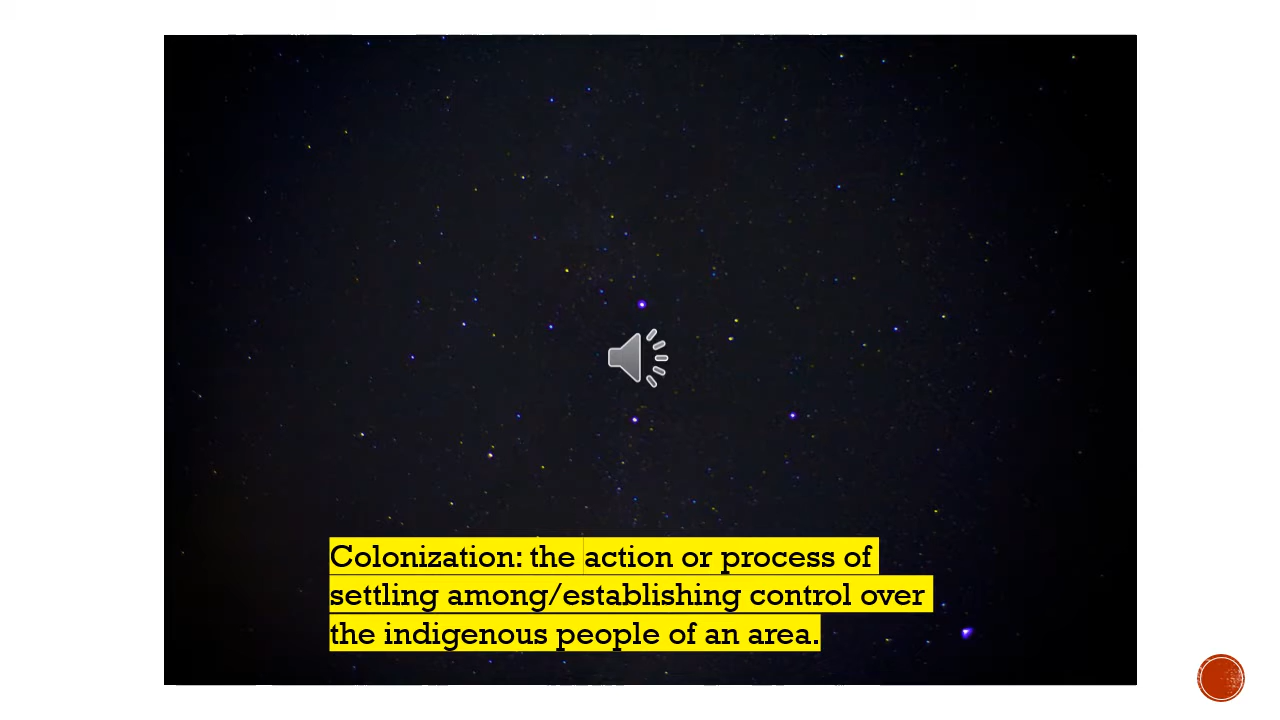 Colonization: the action or process of
settling among/establishing control over
the indigenous people of an area.